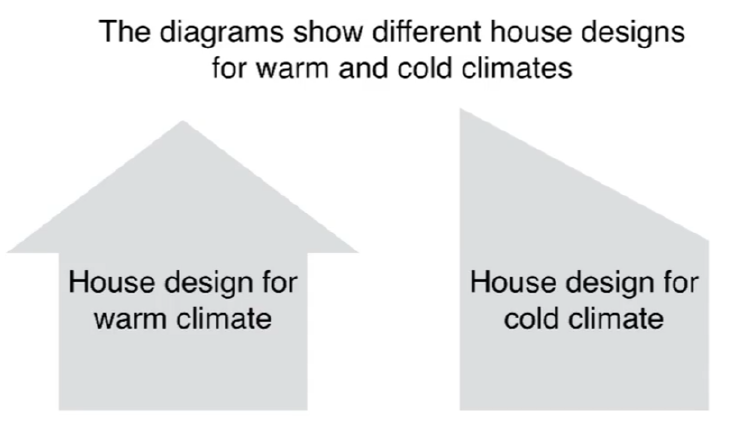 The diagrams show different house designs
for warm and cold climates
House design for
warm climate
House design for
cold climate